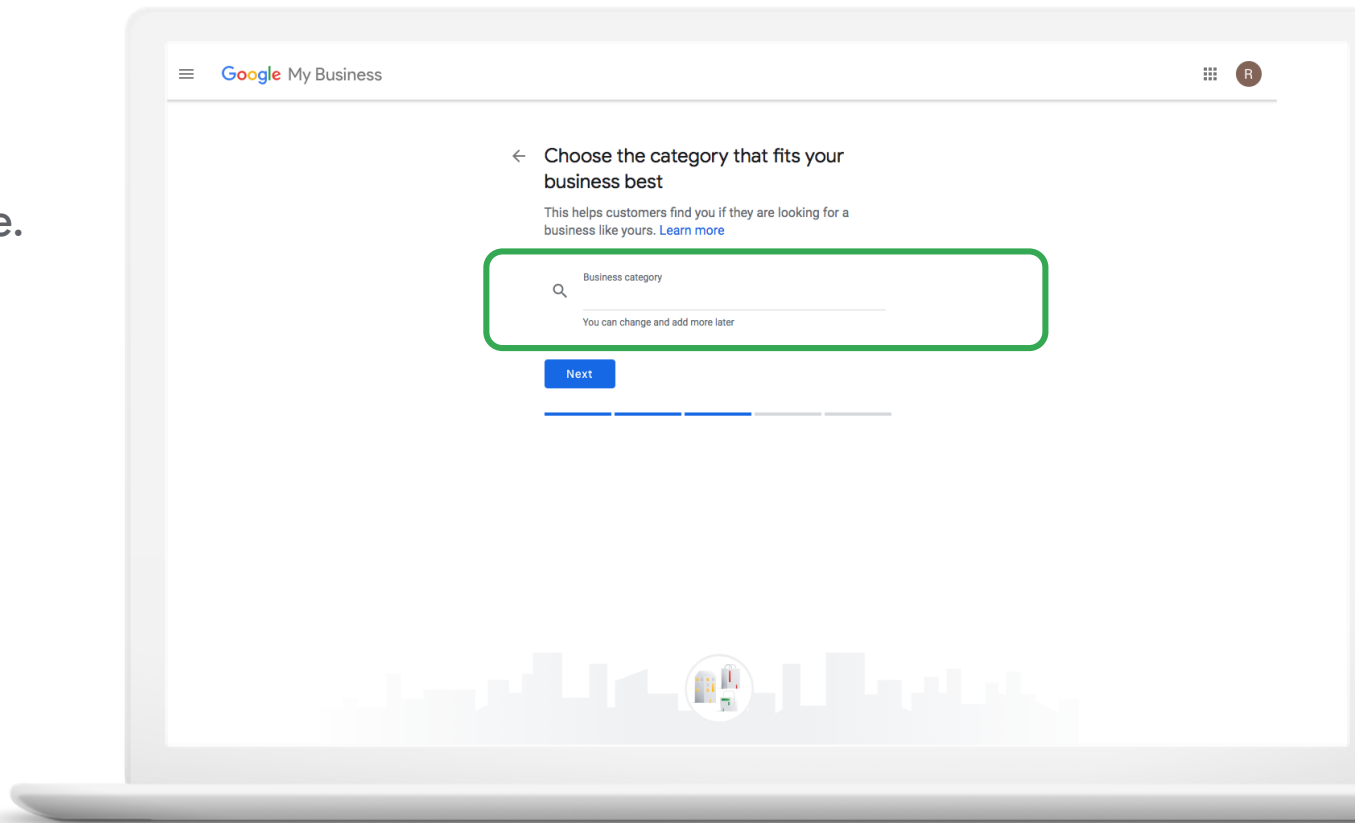 Google My Business
R
Choose the category that fits your
business best
e.
This helps customers find you if they are looking for a
business like yours. Learn more
Business category
You can change and add more later
Next